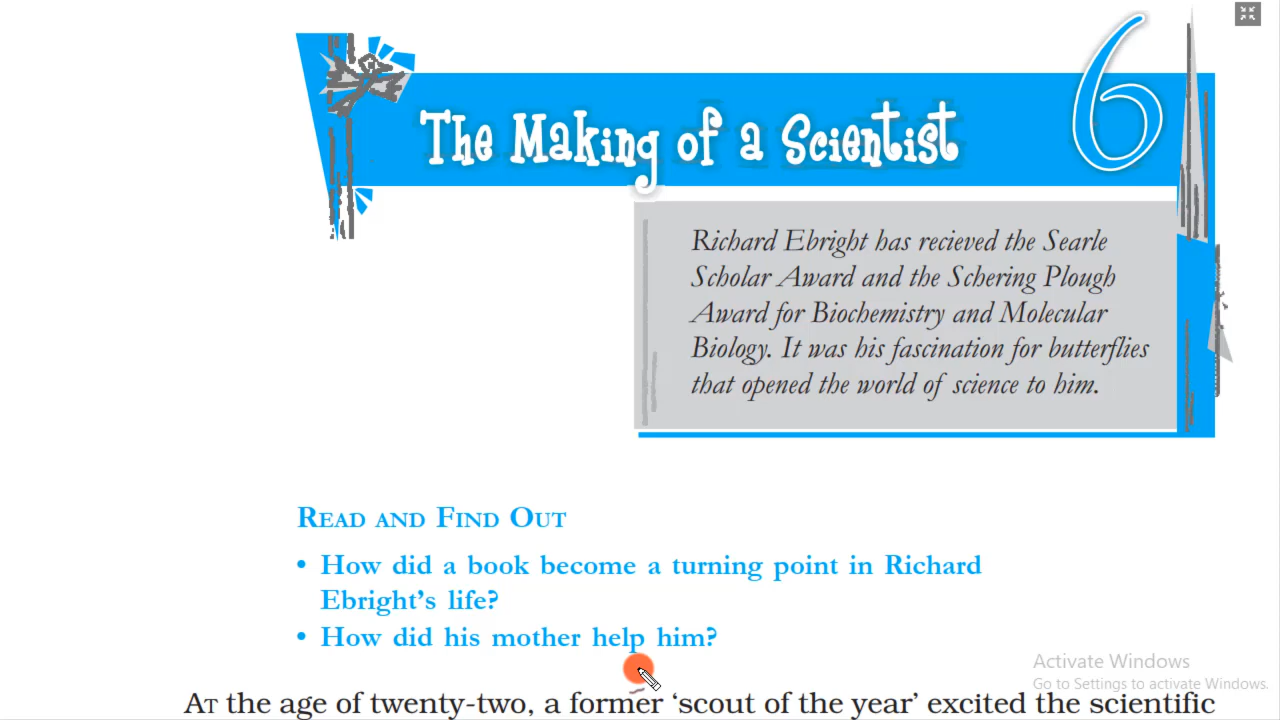 The Making of a Scientist
6
Richard Ebright has recieved the Searle
Scholar Award and the Schering Plough
Award for Biochemistry and Molecular
Biology. It was his fascination for butterflies
that opened the world of science to him.
READ AND FIND OUT
• How did a book become a turning point in Richard
Ebright’s life?
• How did his mother help him?
Activate Windows
Go to Settings to activate Windows.
AT the age of twenty-two, a former ‘scout of the year’ excited the scientific